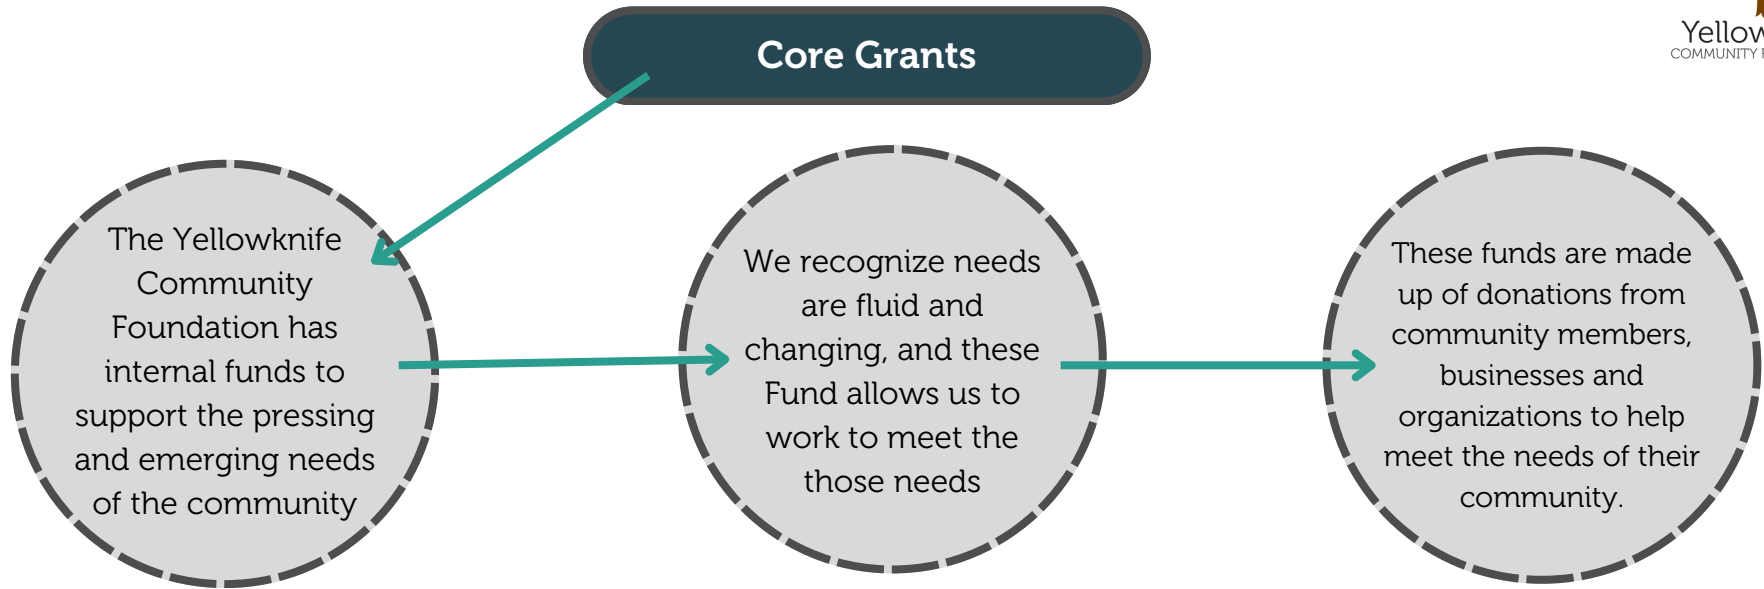 Core Grants
Yellow
COMMUNITY
The Yellowknife
Community
Foundation has
internal funds to
support the pressing
and emerging needs
of the community
We recognize needs
are fluid and
changing, and these
Fund allows us to
work to meet the
those needs
These funds are made
up of donations from
community members,
businesses and
organizations to help
meet the needs of their
community.